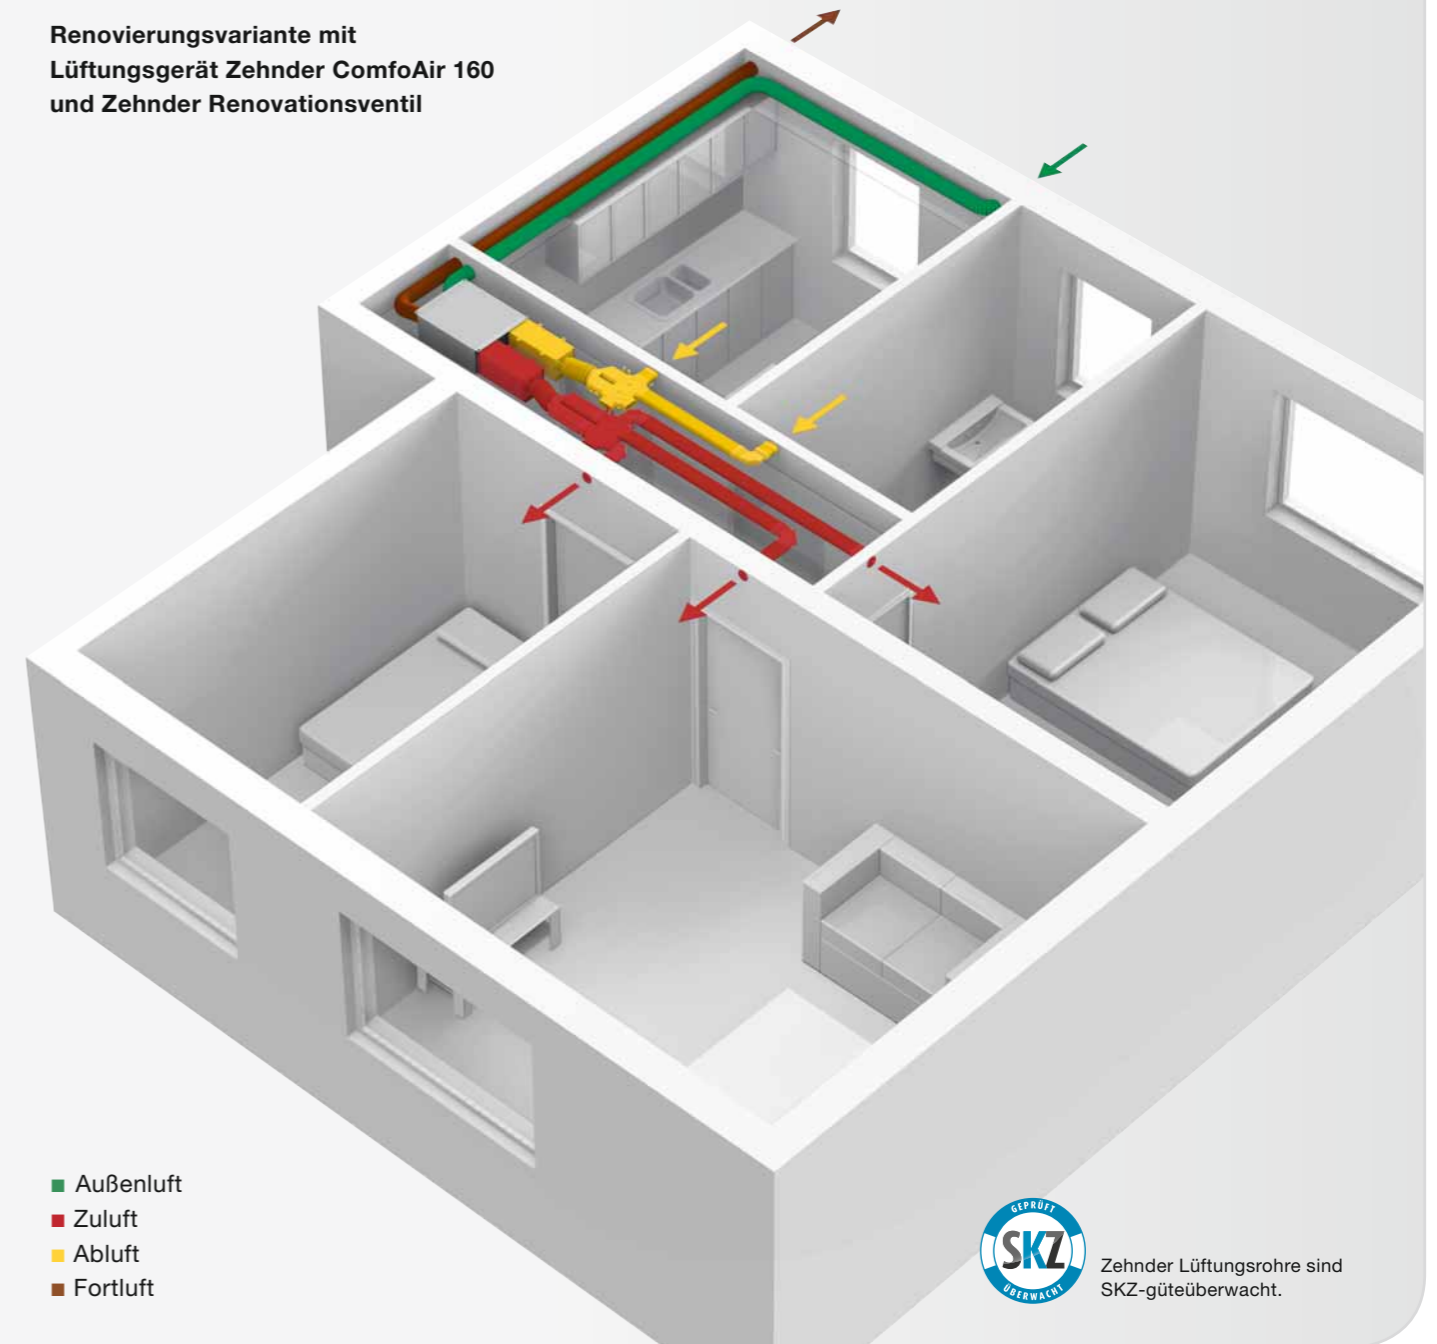 Renovierungsvariante mit
Lüftungsgerät Zehnder ComfoAir 160
und Zehnder Renovationsventil
Außenluft
Zuluft
Abluft
Fortluft
GEPRÜFT
SKZ
ÜBERWACHT
Zehnder Lüftungsrohre sind
SKZ-güteüberwacht.